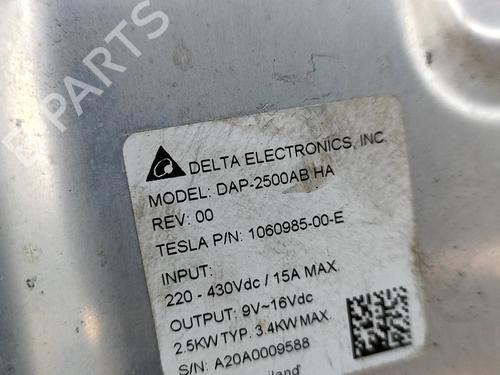 B-PARTS
DELTA ELECTRONICS, INC
MODEL: DAP-2500AB HA
REV: 00
TESLA P/N: 1060985-00-E
INPUT:
220 - 430Vdc / 15A MAX.
OUTPUT: 9V~16Vdc
2.5KW TYP. 3.4KW MAX.
S/N: A20A0009588